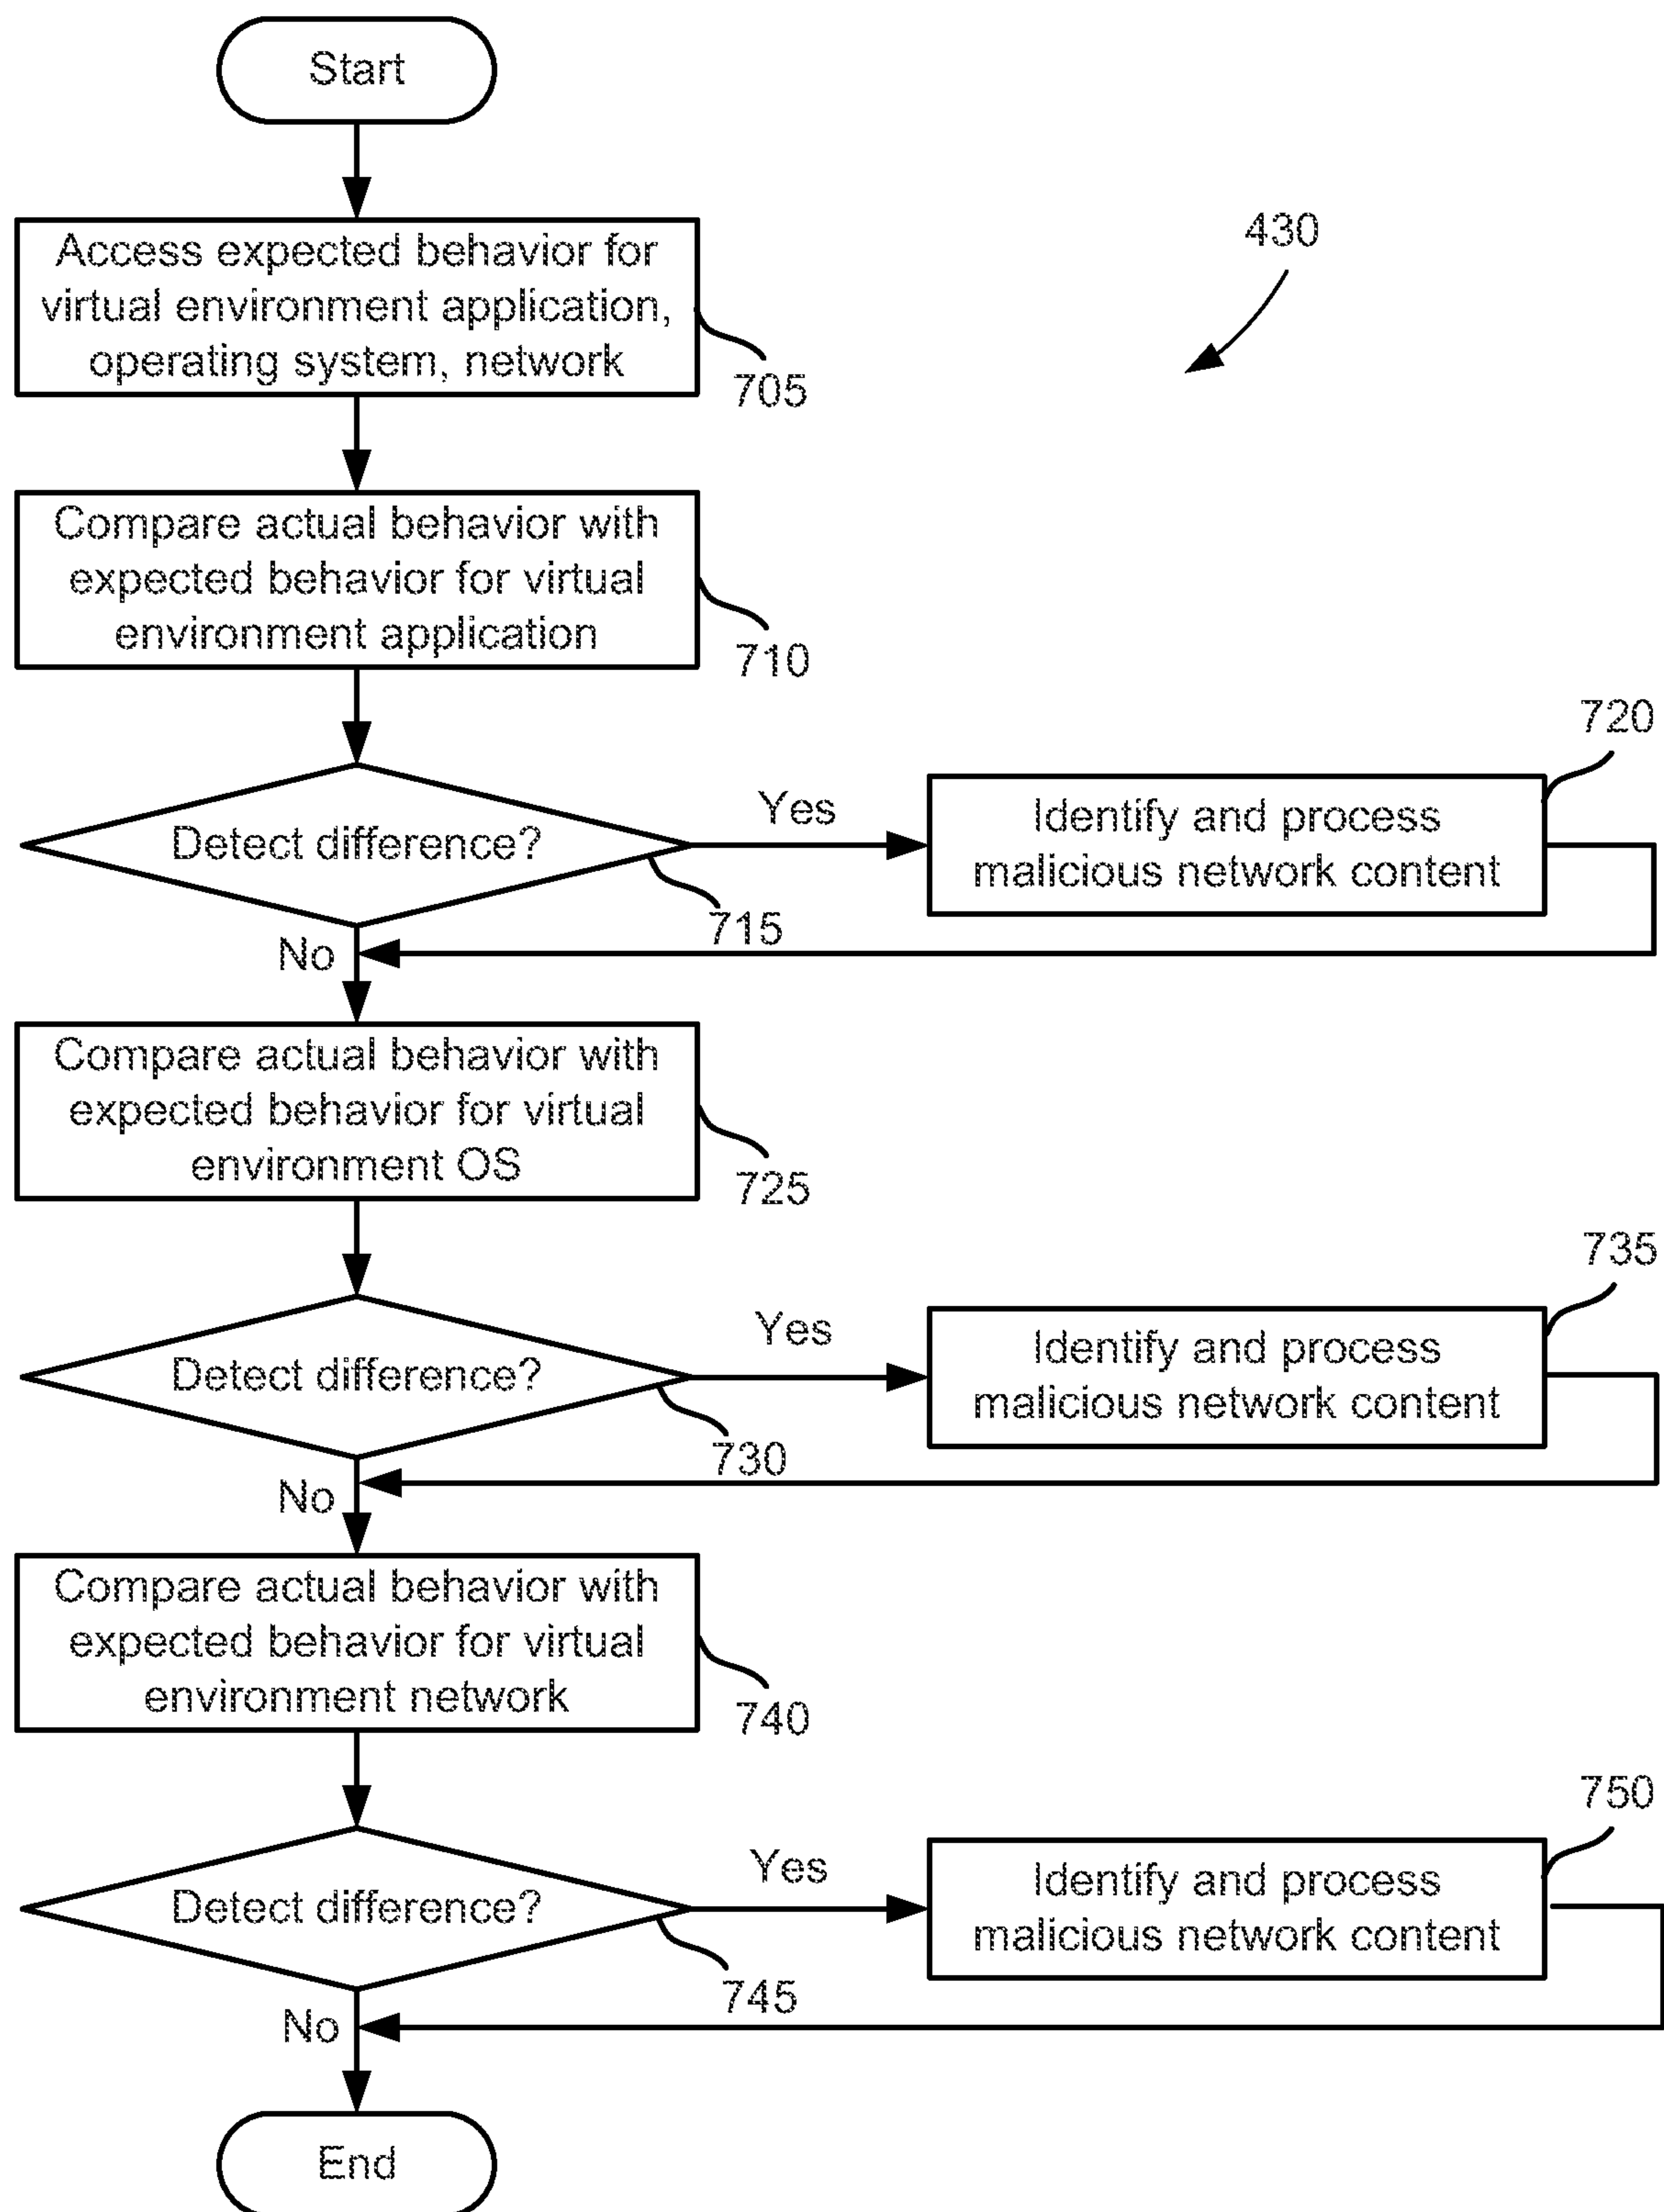 Start
430
Access expected behavior for
virtual environment application,
operating system, network
705
Compare actual behavior with
expected behavior for virtual
environment application
710
720
Yes
Identify and process
malicious network content
Detect difference?
715
No
Compare actual behavior with
expected behavior for virtual
environment OS
725
735
Yes
Identify and process
malicious network content
Detect difference?
730
No
Compare actual behavior with
expected behavior for virtual
environment network
740
750
Yes
Identify and process
malicious network content
Detect difference?
745
No
End